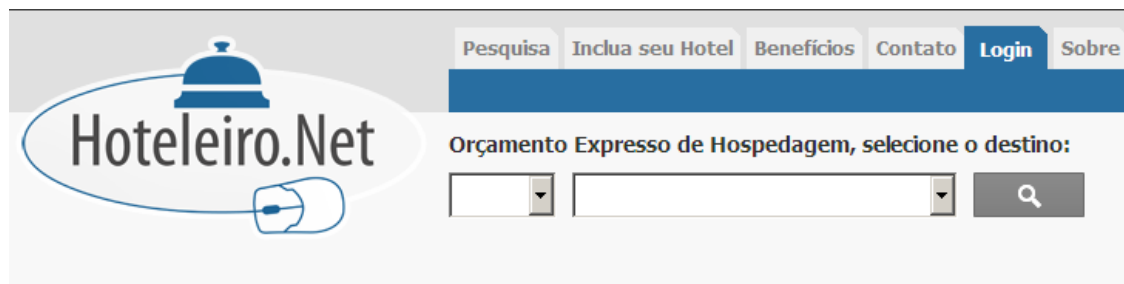 Hoteleiro.Net
Pesquisa Inclua seu Hotel Benefícios Contato Login Sobre
Orçamento Expresso de Hospedagem, selecione o destino: